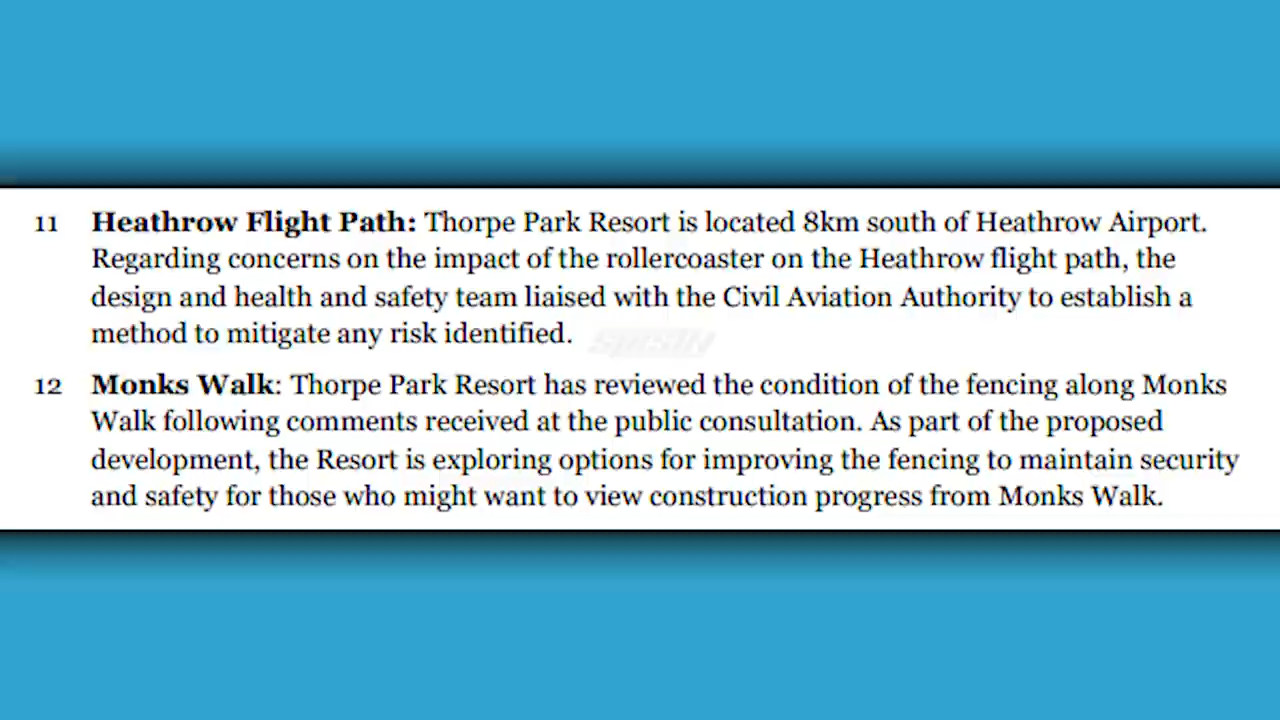 11 Heathrow Flight Path: Thorpe Park Resort is located 8km south of Heathrow Airport.
Regarding concerns on the impact of the rollercoaster on the Heathrow flight path, the
design and health and safety team liaised with the Civil Aviation Authority to establish a
method to mitigate any risk identified.
12 Monks Walk: Thorpe Park Resort has reviewed the condition of the fencing along Monks
Walk following comments received at the public consultation. As part of the proposed
development, the Resort is exploring options for improving the fencing to maintain security
and safety for those who might want to view construction progress from Monks Walk.